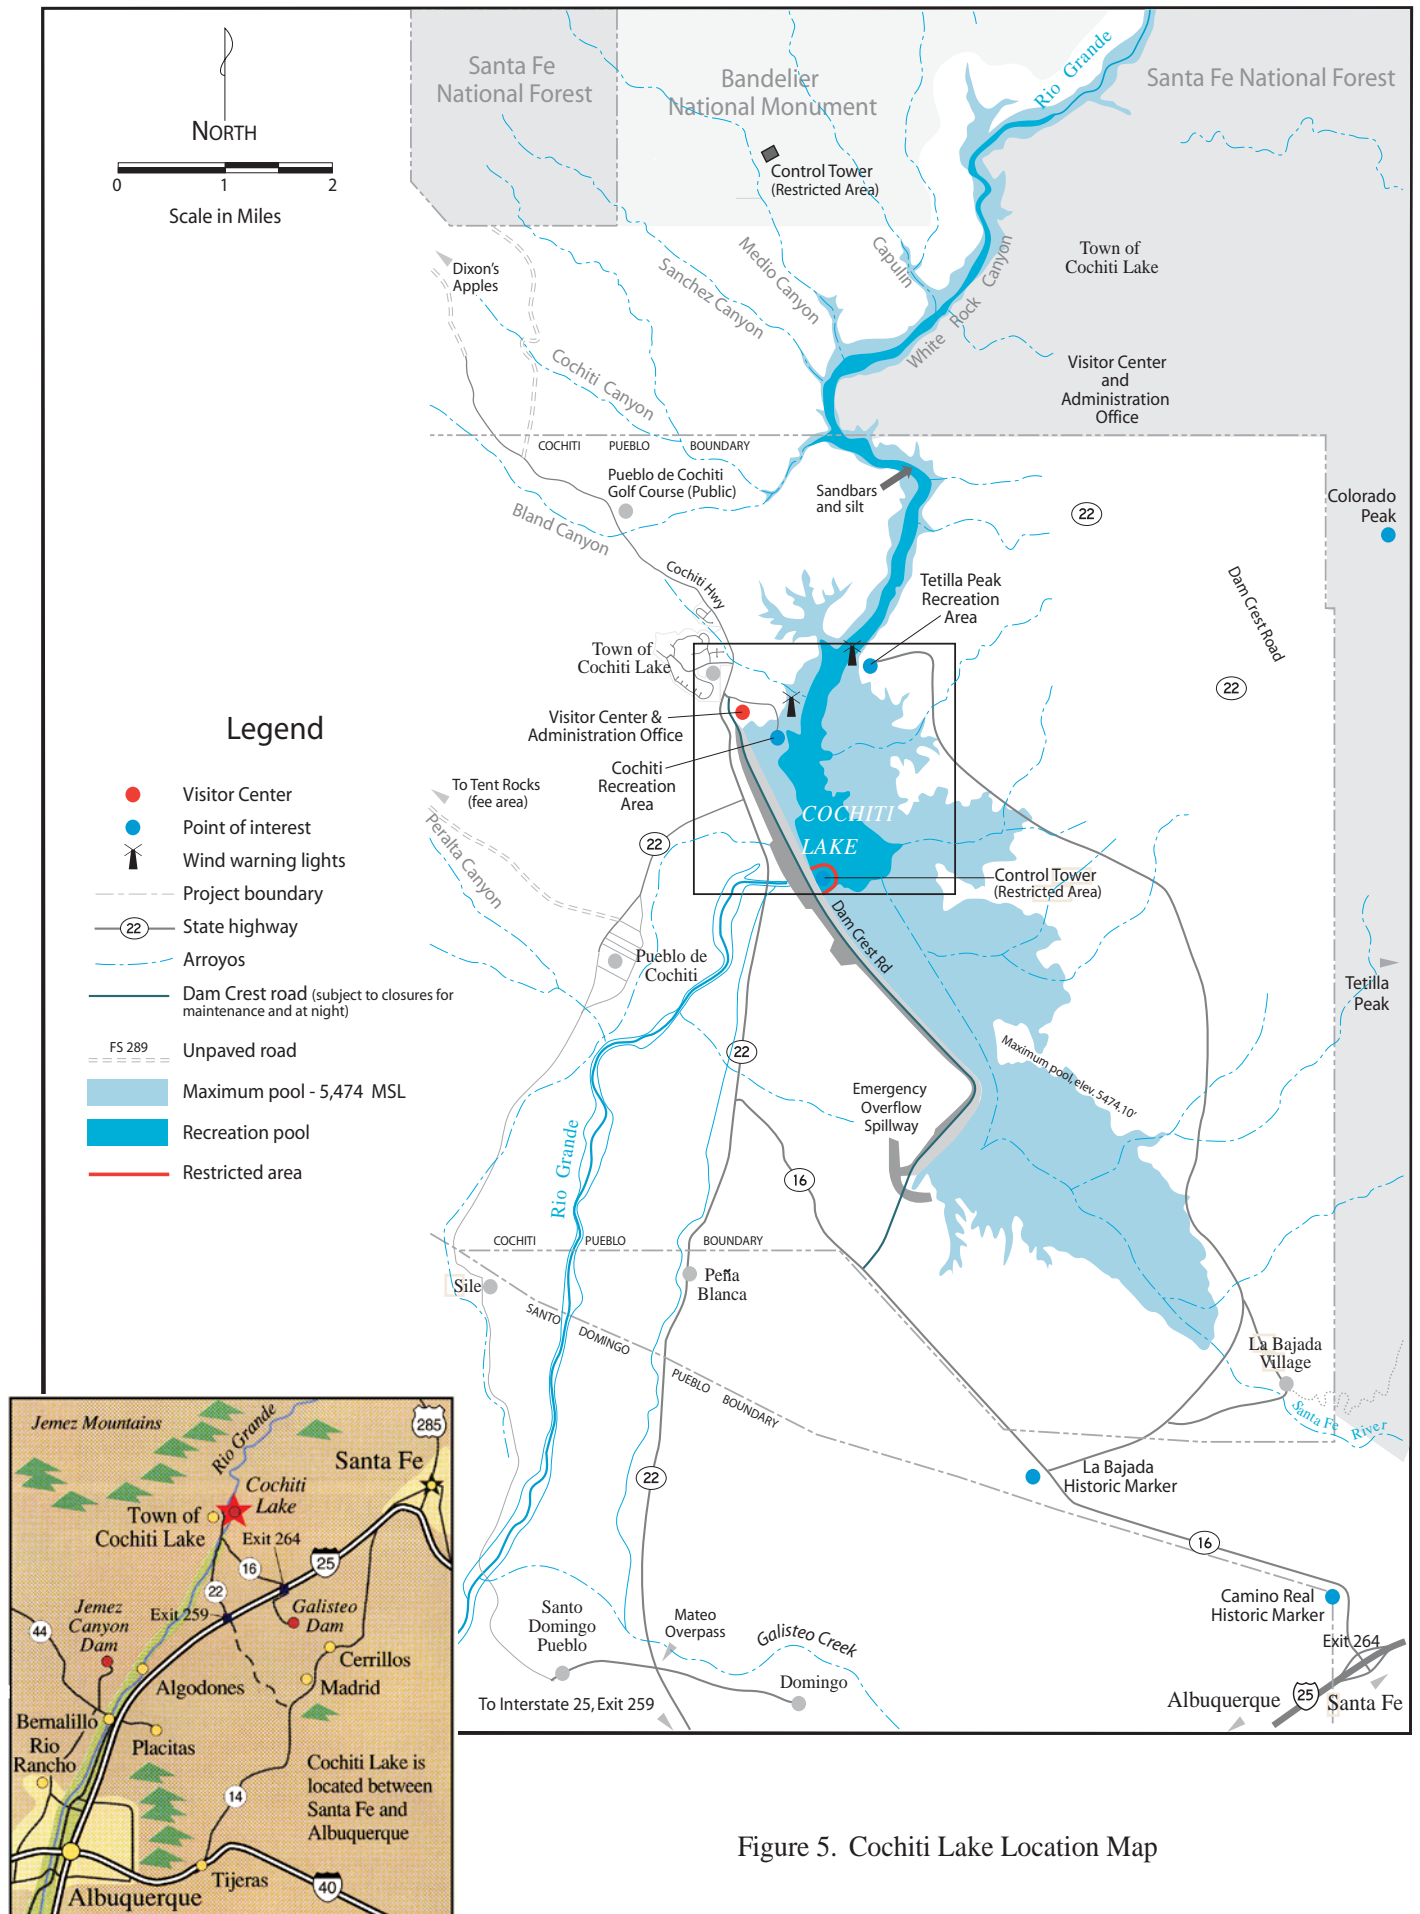 Santa Fe
National Forest
Bandelier
National Monument
Rio Grande
Santa Fe National Forest
NORTH
0 1 2
Scale in Miles
Control Tower
(Restricted Area)
Dixon's
Apples
Sanchez Canyon
Medio Canyon
Capulin
White Rock Canyon
Town of
Cochiti Lake
Cochiti Canyon
Visitor Center
and
Administration
Office
COCHITI PUEBLO BOUNDARY
Pueblo de Cochiti
Golf Course (Public)
Sandbars
and silt
Bland Canyon
22
Colorado
Peak
Cochiti Hwy
Tetilla Peak
Recreation
Area
Dam Crest Road
Town of
Cochiti Lake
22
Visitor Center &
Administration Office
Cochiti
Recreation
Area
To Tent Rocks
(fee area)
Peralta Canyon
22
COCHITI
LAKE
Control Tower
(Restricted Area)
Dam Crest Rd
Pueblo de
Cochiti
Tetilla
Peak
22
Maximum pool, elev. 5474.10'
Emergency
Overflow
Spillway
Rio Grande
16
COCHITI PUEBLO BOUNDARY
Sile
Peña
Blanca
SANTO DOMINGO PUEBLO BOUNDARY
La Bajada
Village
Santa Fe River
La Bajada
Historic Marker
22
16
Santo
Domingo
Pueblo
Mateo
Overpass
Galisteo Creek
Domingo
To Interstate 25, Exit 259
Camino Real
Historic Marker
Exit 264
Albuquerque
25
Santa Fe
Legend
Visitor Center
Point of interest
Wind warning lights
Project boundary
22 State highway
Arroyos
Dam Crest road (subject to closures for
maintenance and at night)
FS 289 Unpaved road
Maximum pool - 5,474 MSL
Recreation pool
Restricted area
Jemez Mountains
Rio Grande
285
Santa Fe
Cochiti
Lake
Town of
Cochiti Lake
Exit 264
16
25
22
Exit 259
Galisteo
Dam
Jemez
Canyon
Dam
44
Cerrillos
Algodones
Madrid
Bernalillo
Rio
Rancho
Placitas
Cochiti Lake is
located between
Santa Fe and
Albuquerque
14
Tijeras
40
Albuquerque
Figure 5. Cochiti Lake Location Map